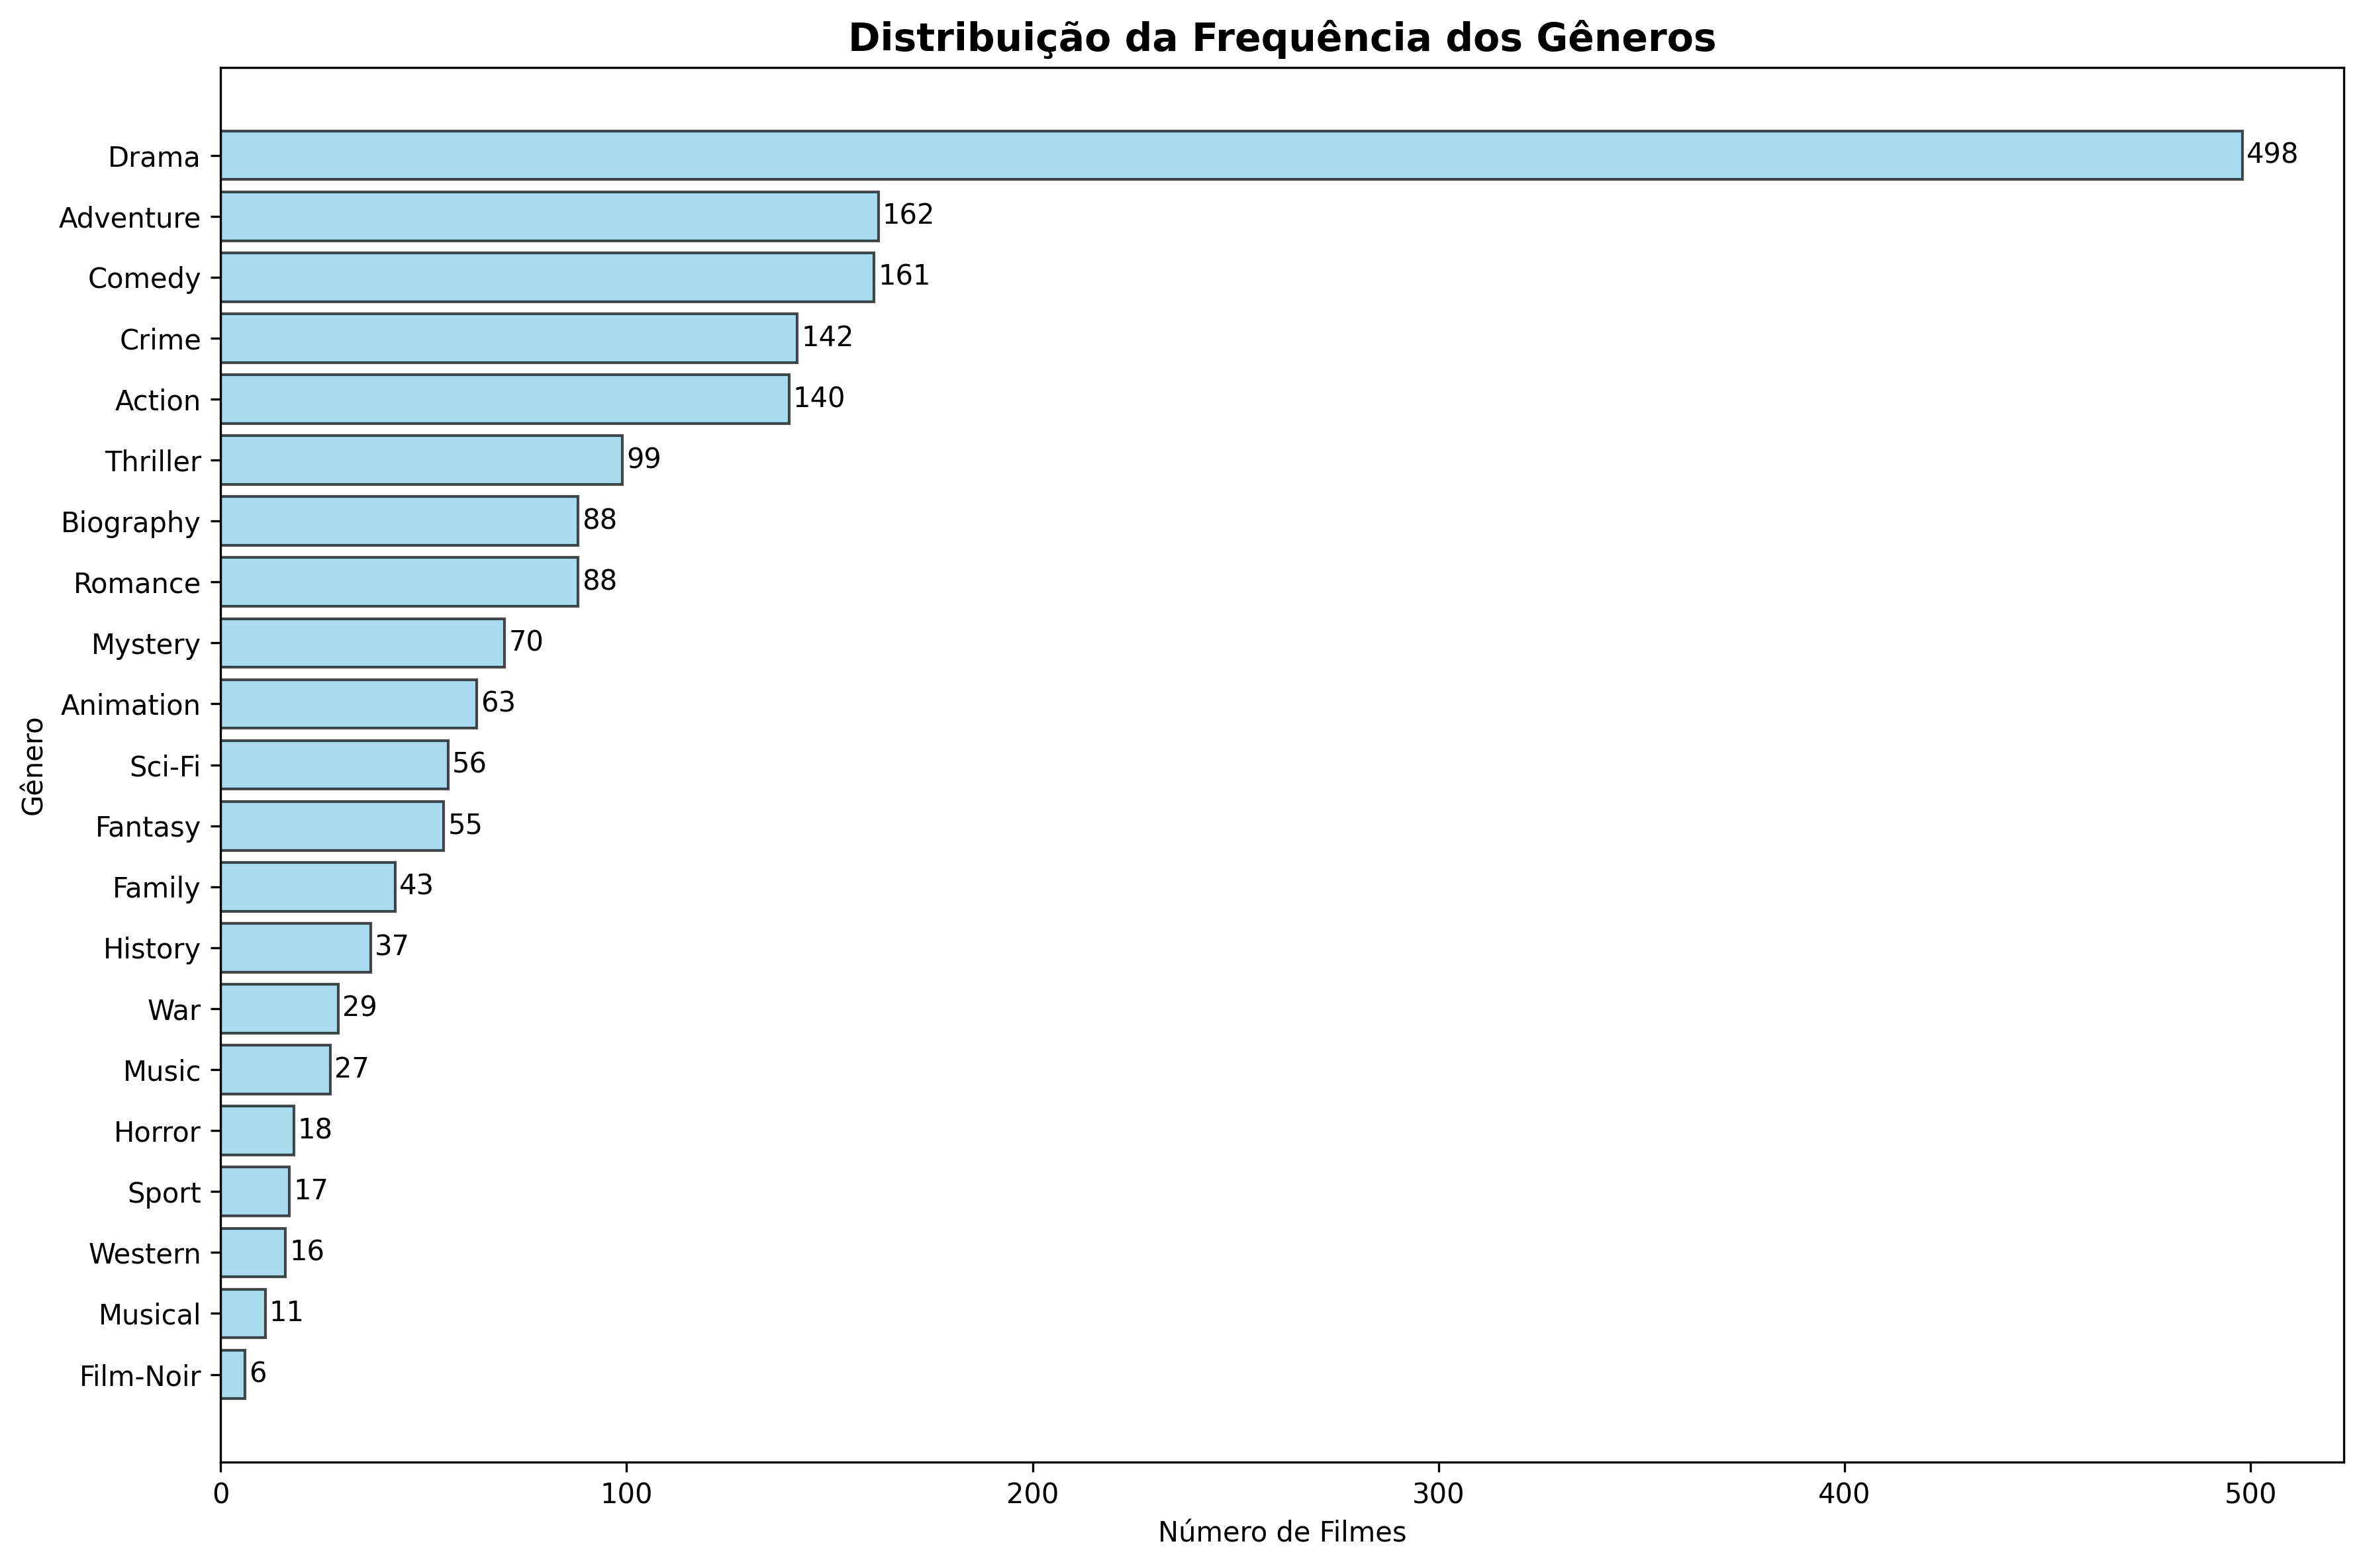 Distribuição da Frequência dos Gêneros
Drama 498
Adventure 162
Comedy 161
Crime 142
Action 140
Thriller 99
Biography 88
Romance 88
Mystery 70
Animation 63
Sci-Fi 56
Fantasy 55
Family 43
History 37
War 29
Music 27
Horror 18
Sport 17
Western 16
Musical 11
Film-Noir 6
Gênero
0 100 200 300 400 500
Número de Filmes